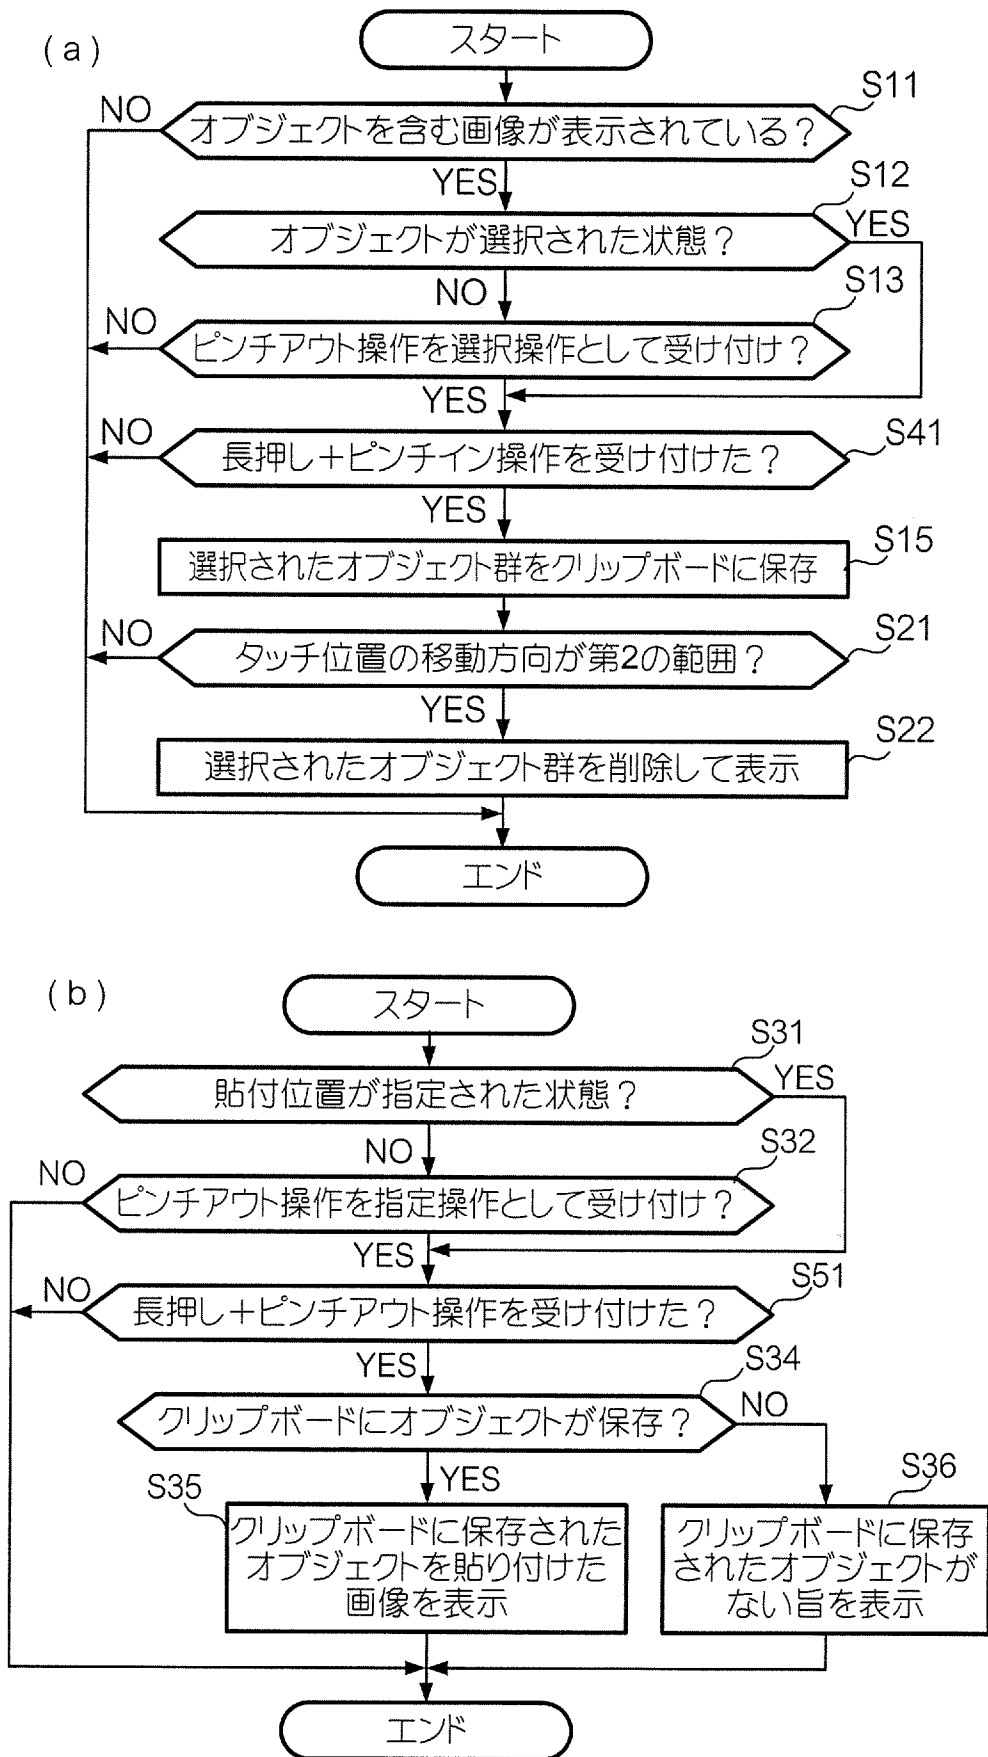 (a)
スタート
S11
NO
オブジェクトを含む画像が表示されている?
YES
S12
オブジェクトが選択された状態?
YES
NO
S13
NO
ピンチアウト操作を選択操作として受け付け?
YES
S41
NO
長押し+ピンチイン操作を受け付けた?
YES
S15
選択されたオブジェクト群をクリップボードに保存
S21
NO
タッチ位置の移動方向が第2の範囲?
YES
S22
選択されたオブジェクト群を削除して表示
エンド
(b)
スタート
S31
貼付位置が指定された状態?
YES
NO
S32
NO
ピンチアウト操作を指定操作として受け付け?
YES
S51
NO
長押し+ピンチアウト操作を受け付けた?
YES
S34
クリップボードにオブジェクトが保存?
NO
YES
S35
クリップボードに保存された
オブジェクトを貼り付けた
画像を表示
S36
クリップボードに保存
されたオブジェクトが
ない旨を表示
エンド